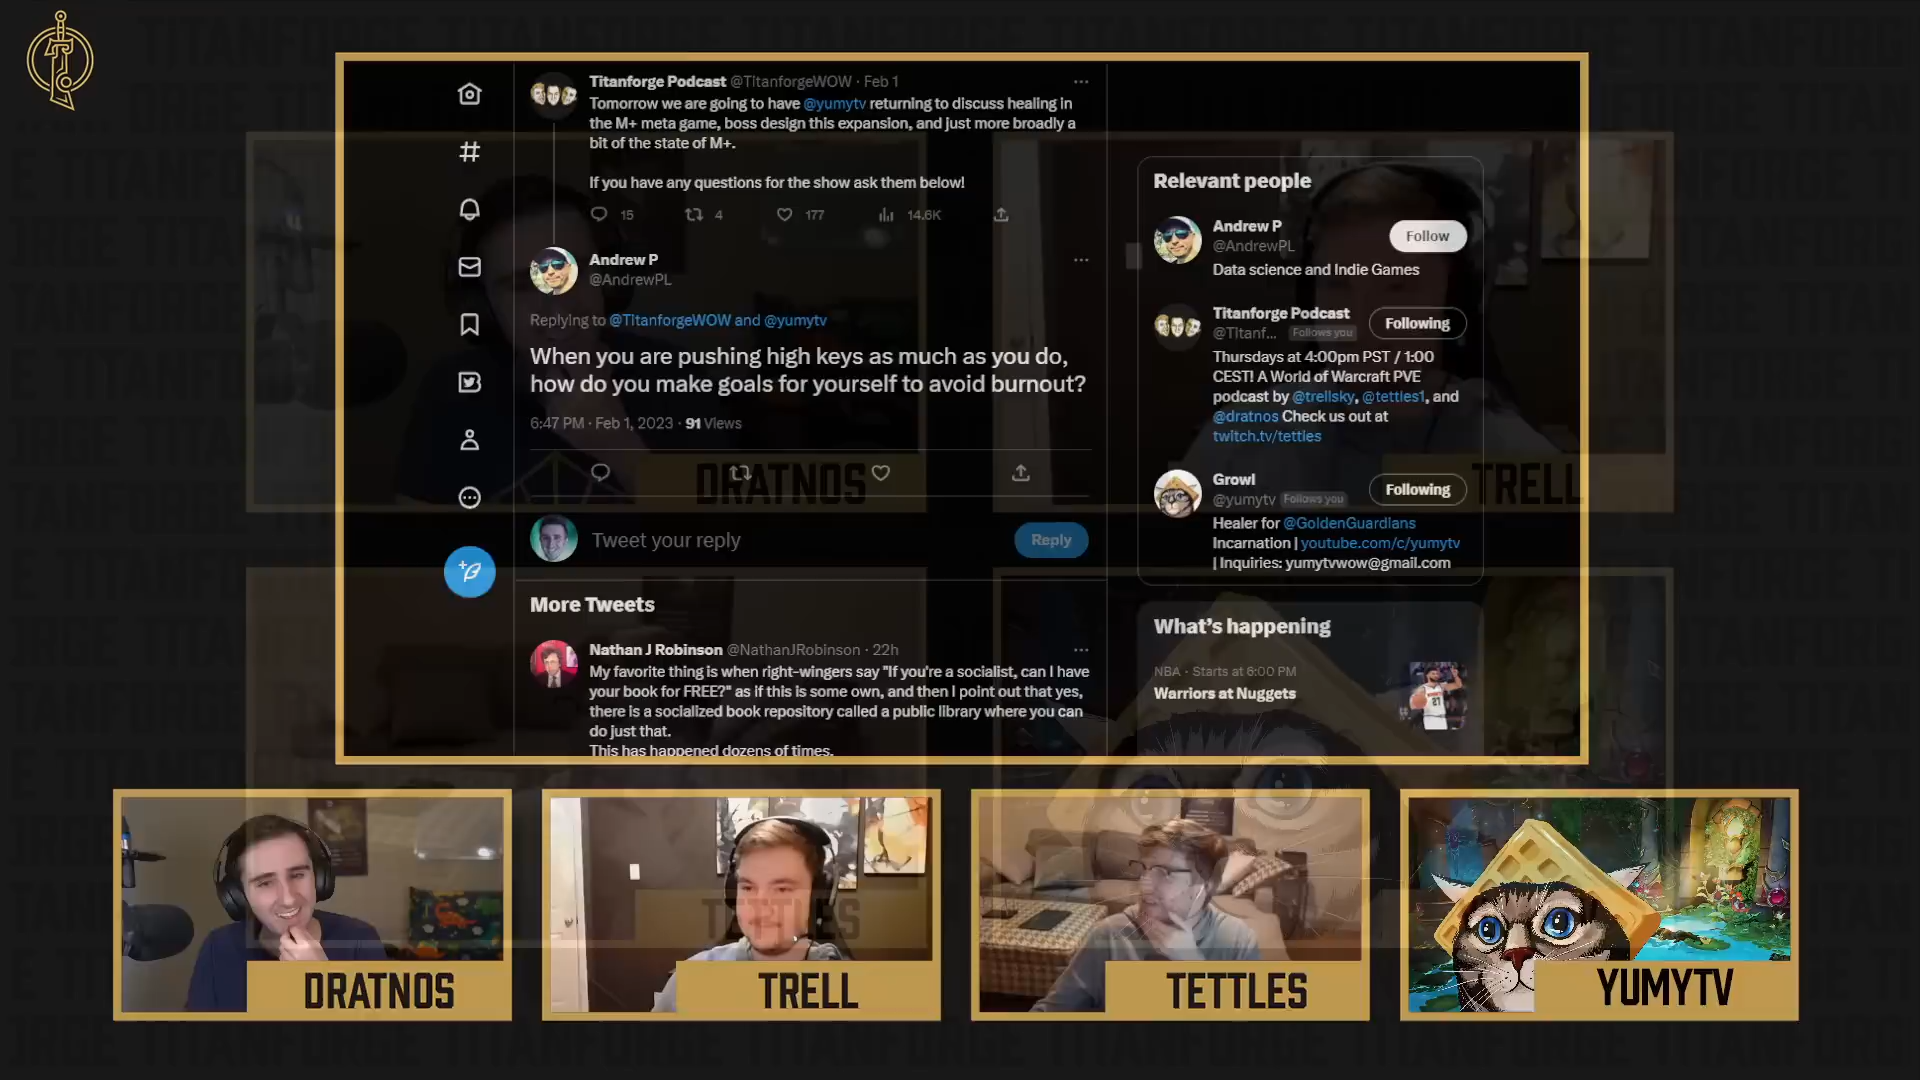 Titanforge Podcast @TitanforgeWOW · Feb 1
Tomorrow we are going to have @yumytv returning to discuss healing in
the M+ meta game, boss design this expansion, and just more broadly a
bit of the state of M+.
If you have any questions for the show ask them below!
15 4 177 14.6K
Andrew P
@AndrewPL
Replying to @TitanforgeWOW and @yumytv
When you are pushing high keys as much as you do,
how do you make goals for yourself to avoid burnout?
6:47 PM · Feb 1, 2023 · 91 Views
Tweet your reply
Reply
More Tweets
Nathan J Robinson @NathanJRobinson · 22h
My favorite thing is when right-wingers say "If you're a socialist, can I have
your book for FREE?" as if this is some own, and then I point out that yes,
there is a socialized book repository called a public library where you can
do just that.
This has happened dozens of times.
Relevant people
Andrew P
@AndrewPL
Follow
Data science and Indie Games
Titanforge Podcast
@Titanf... Follows you
Following
Thursdays at 4:00pm PST / 1:00
CEST! A World of Warcraft PVE
podcast by @trellsky, @tettles1, and
@dratnos Check us out at
twitch.tv/tettles
Growl
@yumytv Follows you
Following
Healer for @GoldenGuardians
Incarnation | youtube.com/c/yumytv
| Inquiries: yumytvwow@gmail.com
What's happening
NBA · Starts at 6:00 PM
Warriors at Nuggets
DRATNOS
TRELL
TETTLES
DRATNOS
TRELL
TETTLES
YUMYTV